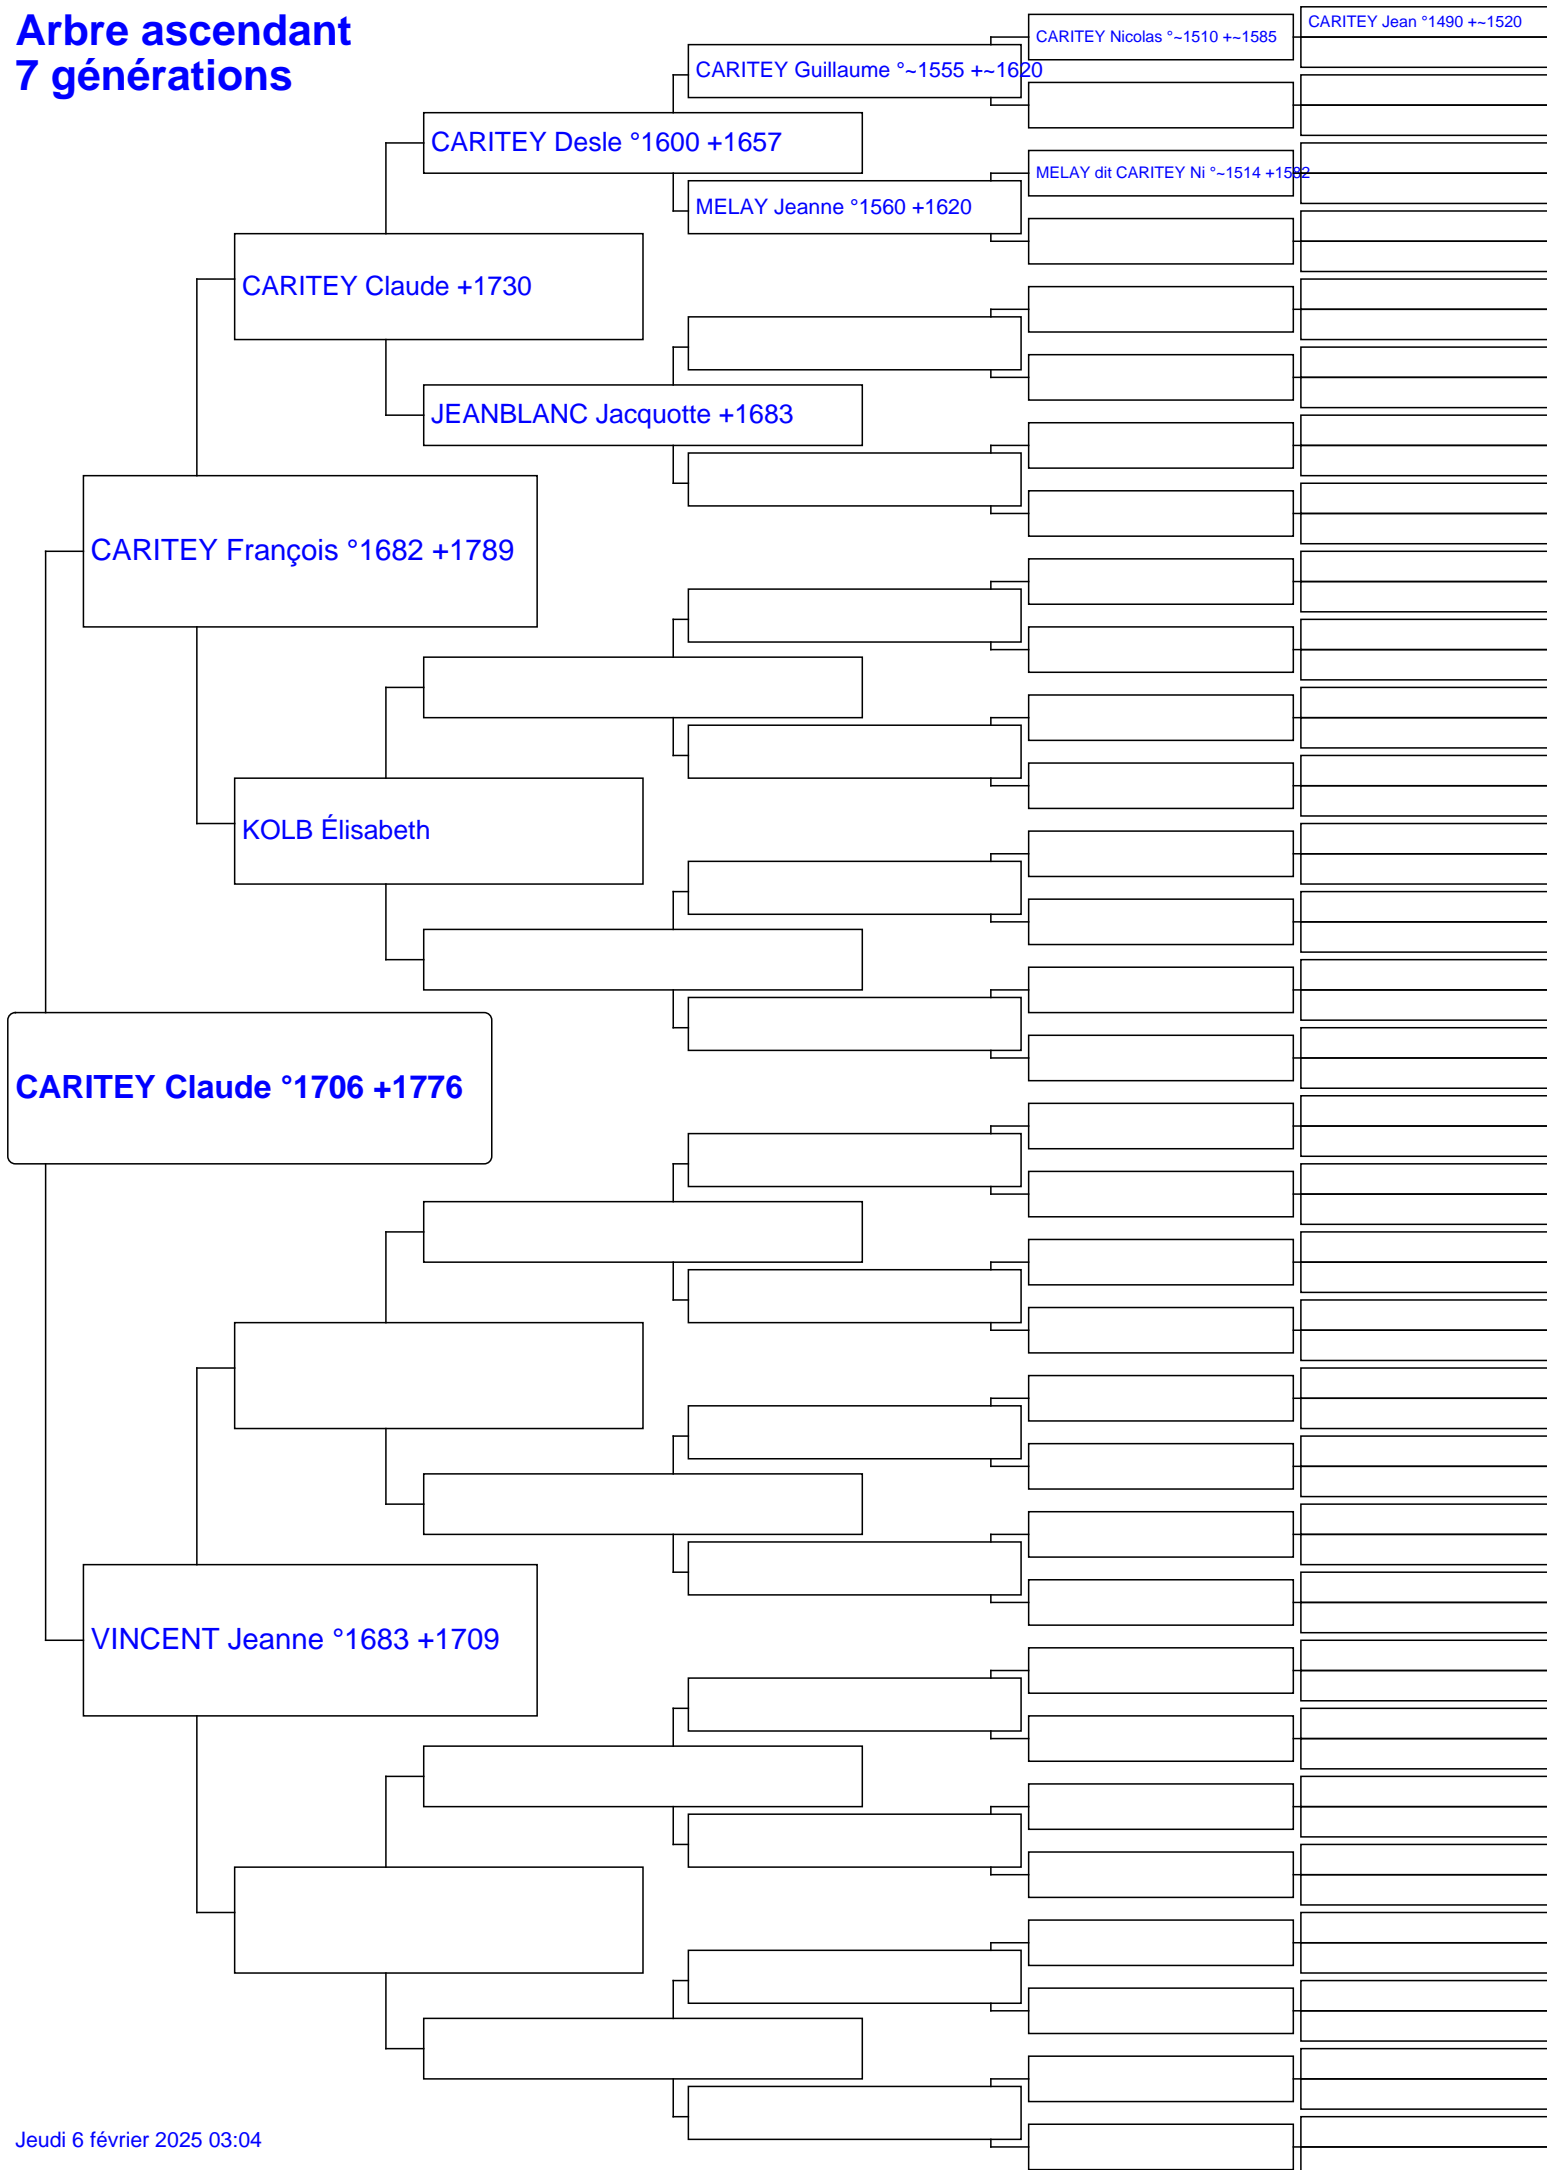 Arbre ascendant
7 générations
CARITEY Jean °1490 +~1520
CARITEY Nicolas °~1510 +~1585
CARITEY Guillaume °~1555 +~1620
CARITEY Desle °1600 +1657
MELAY dit CARITEY Ni °~1514 +1582
MELAY Jeanne °1560 +1620
CARITEY Claude +1730
JEANBLANC Jacquotte +1683
CARITEY François °1682 +1789
KOLB Élisabeth
CARITEY Claude °1706 +1776
VINCENT Jeanne °1683 +1709
Jeudi 6 février 2025 03:04